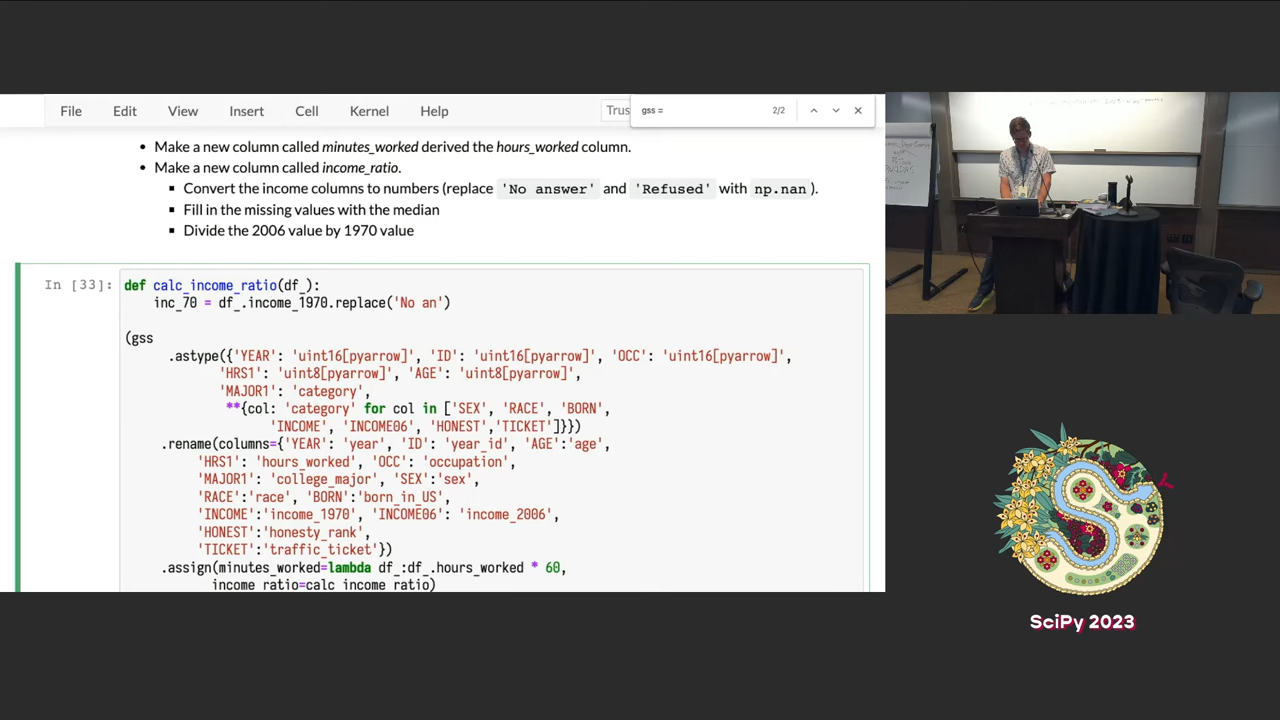 File Edit View Insert Cell Kernel Help Trus gss = 2/2
• Make a new column called minutes_worked derived the hours_worked column.
• Make a new column called income_ratio.
▪ Convert the income columns to numbers (replace 'No answer' and 'Refused' with np.nan ).
▪ Fill in the missing values with the median
▪ Divide the 2006 value by 1970 value
In [33]:
def calc_income_ratio(df_):
    inc_70 = df_.income_1970.replace('No an')
(gss
      .astype({'YEAR': 'uint16[pyarrow]', 'ID': 'uint16[pyarrow]', 'OCC': 'uint16[pyarrow]',
             'HRS1': 'uint8[pyarrow]', 'AGE': 'uint8[pyarrow]',
             'MAJOR1': 'category',
              **{col: 'category' for col in ['SEX', 'RACE', 'BORN',
                    'INCOME', 'INCOME06', 'HONEST','TICKET']}})
     .rename(columns={'YEAR': 'year', 'ID': 'year_id', 'AGE':'age',
          'HRS1': 'hours_worked', 'OCC': 'occupation',
          'MAJOR1': 'college_major', 'SEX':'sex',
          'RACE':'race', 'BORN':'born_in_US',
          'INCOME':'income_1970', 'INCOME06': 'income_2006',
          'HONEST':'honesty_rank',
          'TICKET':'traffic_ticket'})
     .assign(minutes_worked=lambda df_:df_.hours_worked * 60,
            income_ratio=calc_income_ratio)
SciPy 2023